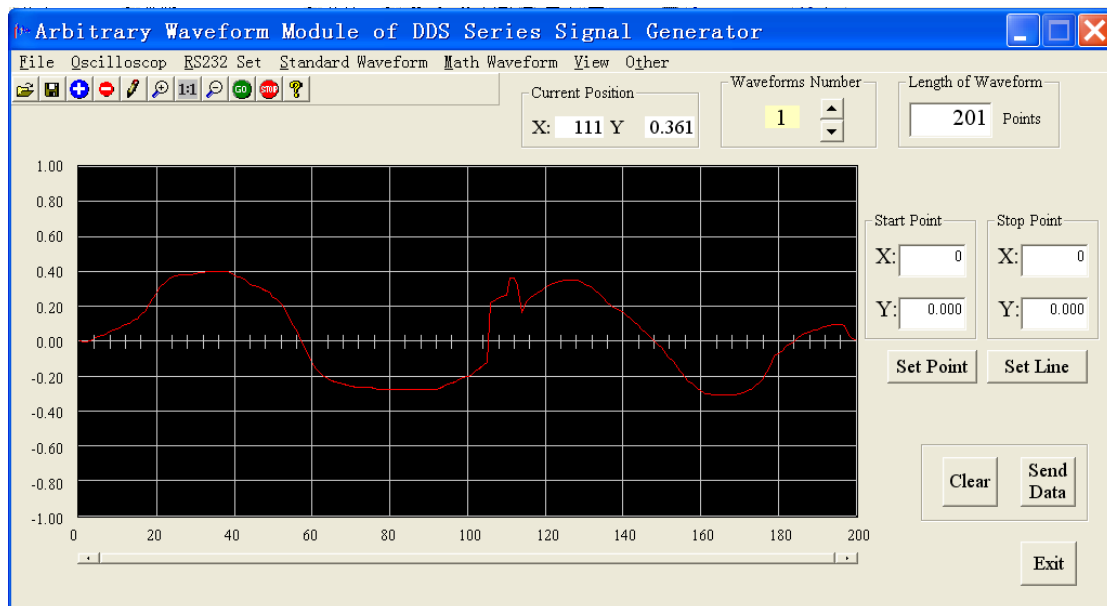 Arbitrary Waveform Module of DDS Series Signal Generator
File Oscilloscop RS232 Set Standard Waveform Math Waveform View Other
1:1 GO STOP ?
Current Position
X: 111 Y 0.361
Waveforms Number
1
Length of Waveform
201 Points
1.00
0.80
0.60
0.40
0.20
0.00
-0.20
-0.40
-0.60
-0.80
-1.00
0 20 40 60 80 100 120 140 160 180 200
Start Point
X: 0
Y: 0.000
Stop Point
X: 0
Y: 0.000
Set Point
Set Line
Clear
Send
Data
Exit